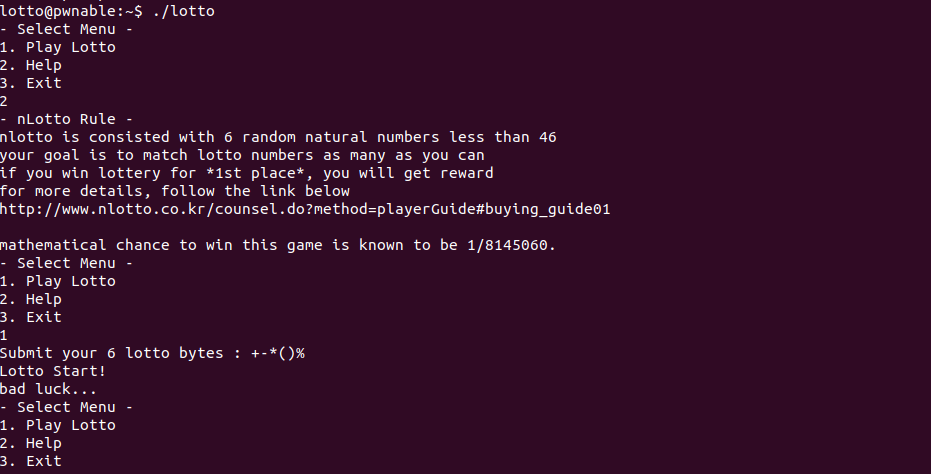 lotto@pwnable:~$ ./lotto
- Select Menu -
1. Play Lotto
2. Help
3. Exit
2
- nLotto Rule -
nlotto is consisted with 6 random natural numbers less than 46
your goal is to match lotto numbers as many as you can
if you win lottery for *1st place*, you will get reward
for more details, follow the link below
http://www.nlotto.co.kr/counsel.do?method=playerGuide#buying_guide01
mathematical chance to win this game is known to be 1/8145060.
- Select Menu -
1. Play Lotto
2. Help
3. Exit
1
Submit your 6 lotto bytes : +-*()%
Lotto Start!
bad luck...
- Select Menu -
1. Play Lotto
2. Help
3. Exit